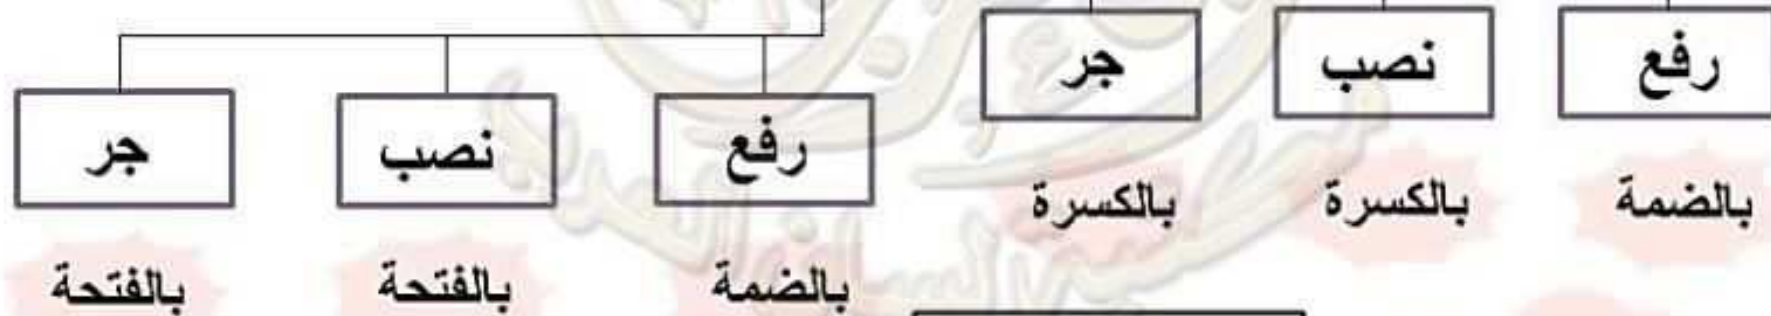 رفع نصب جر
بالضمة بالكسرة بالكسرة
رفع نصب جر
بالضمة بالفتحة بالفتحة